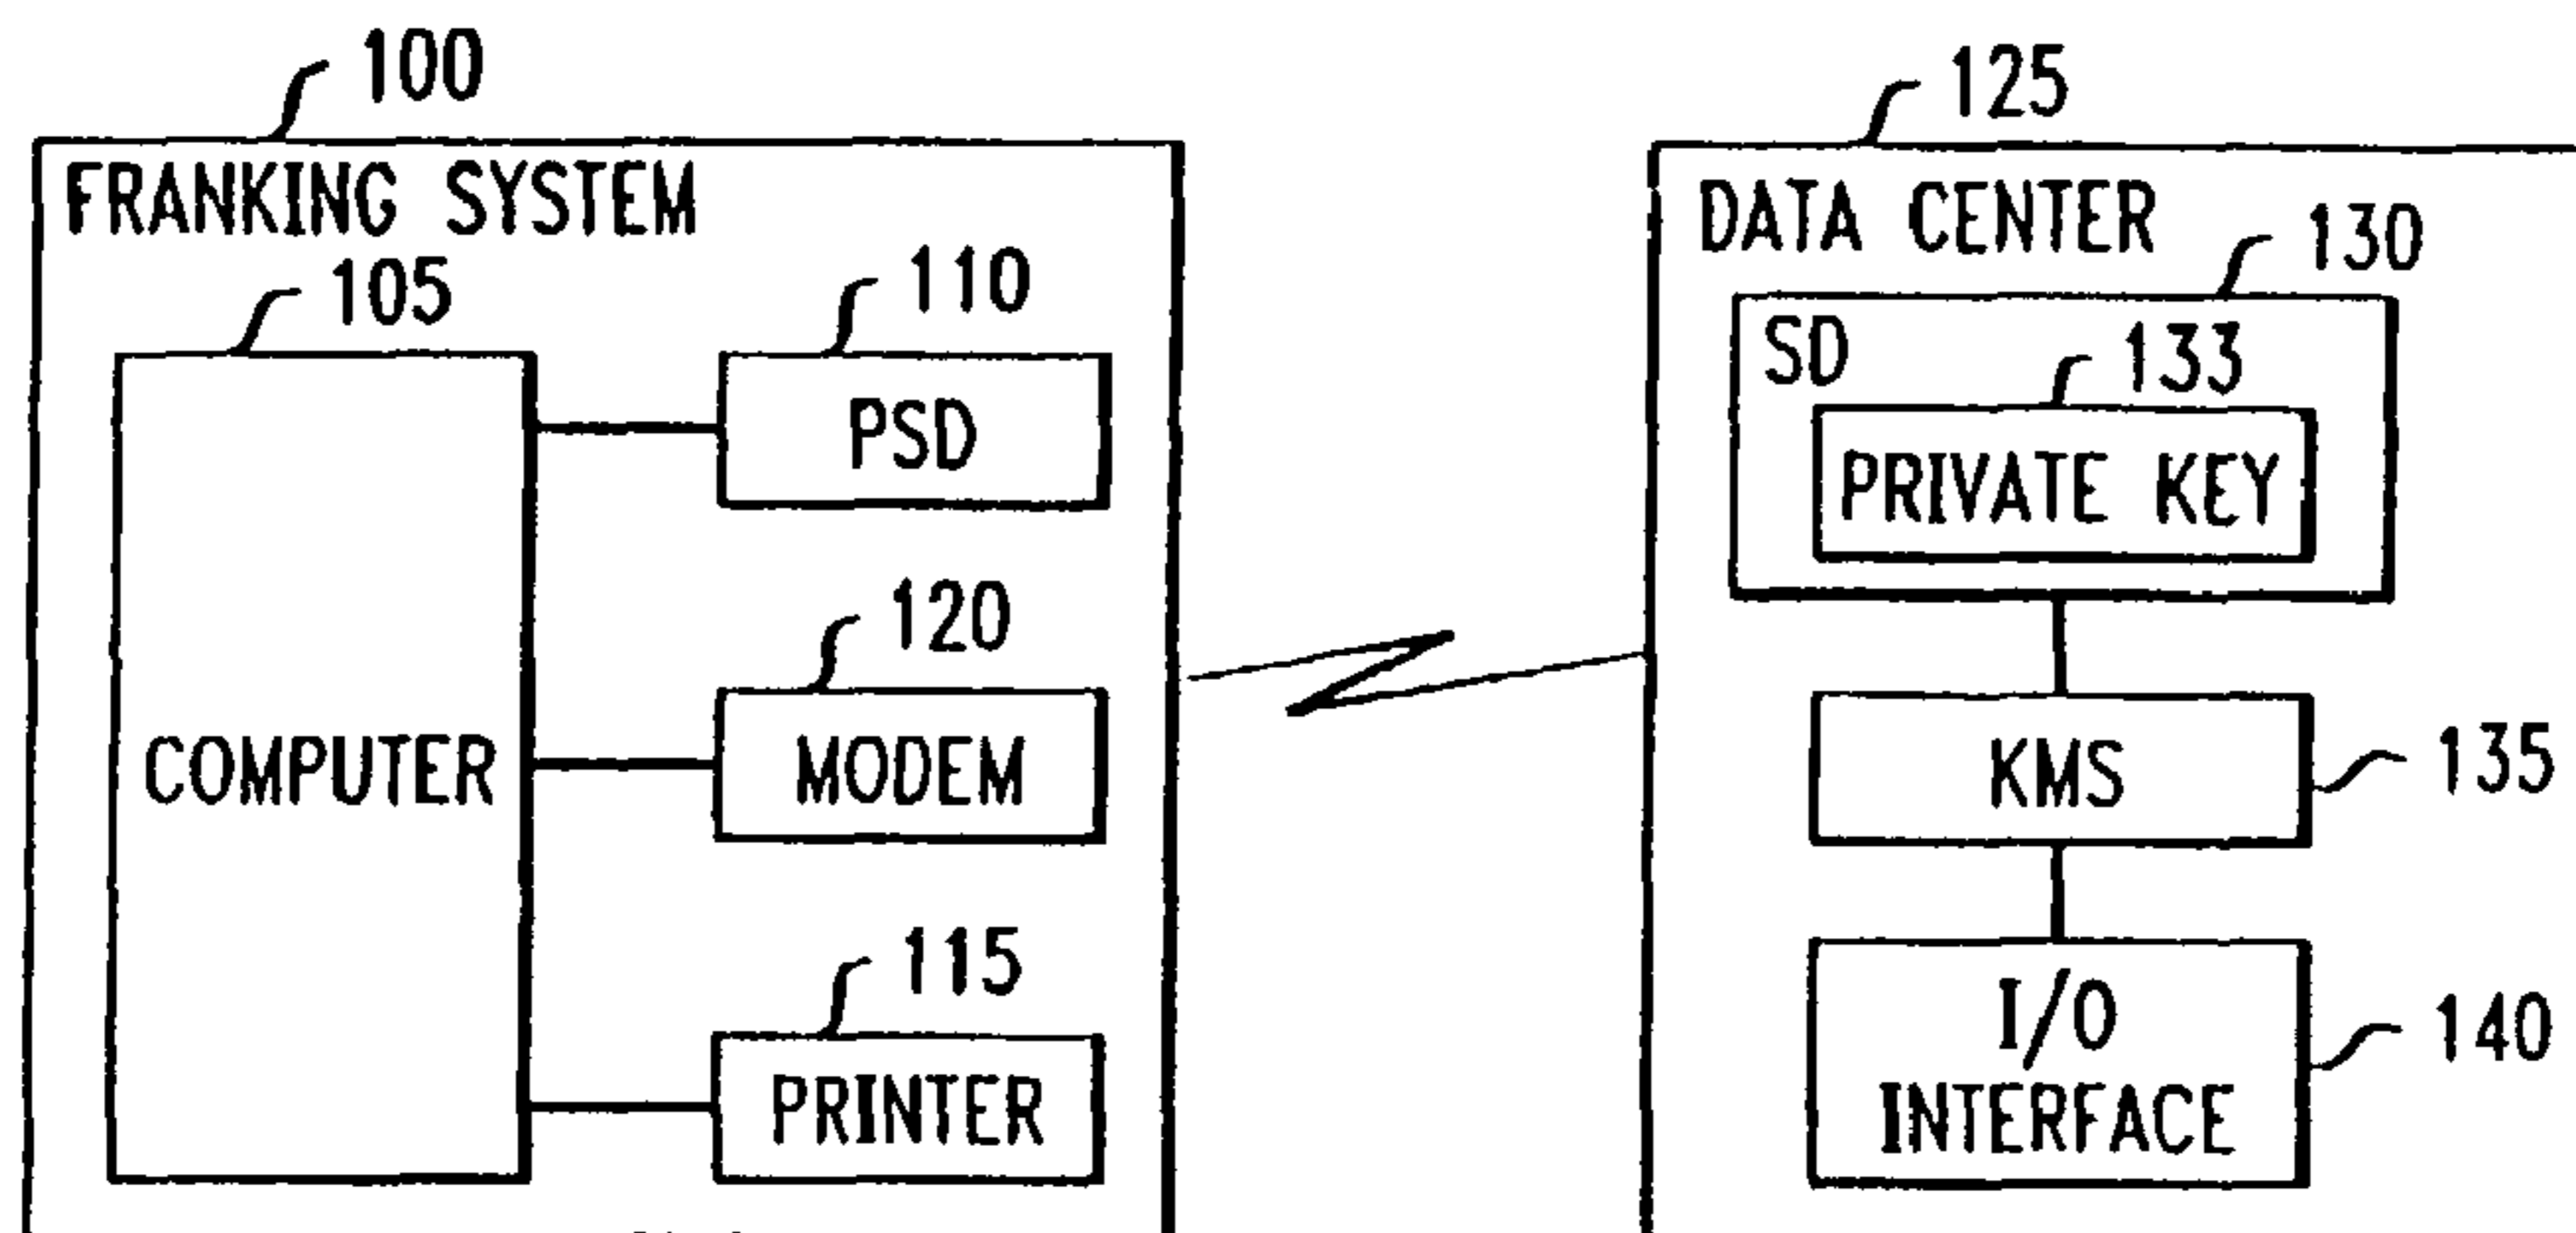 100
FRANKING SYSTEM
105
COMPUTER
110
PSD
120
MODEM
115
PRINTER
125
DATA CENTER
130
SD
133
PRIVATE KEY
KMS
135
I/O
INTERFACE
140